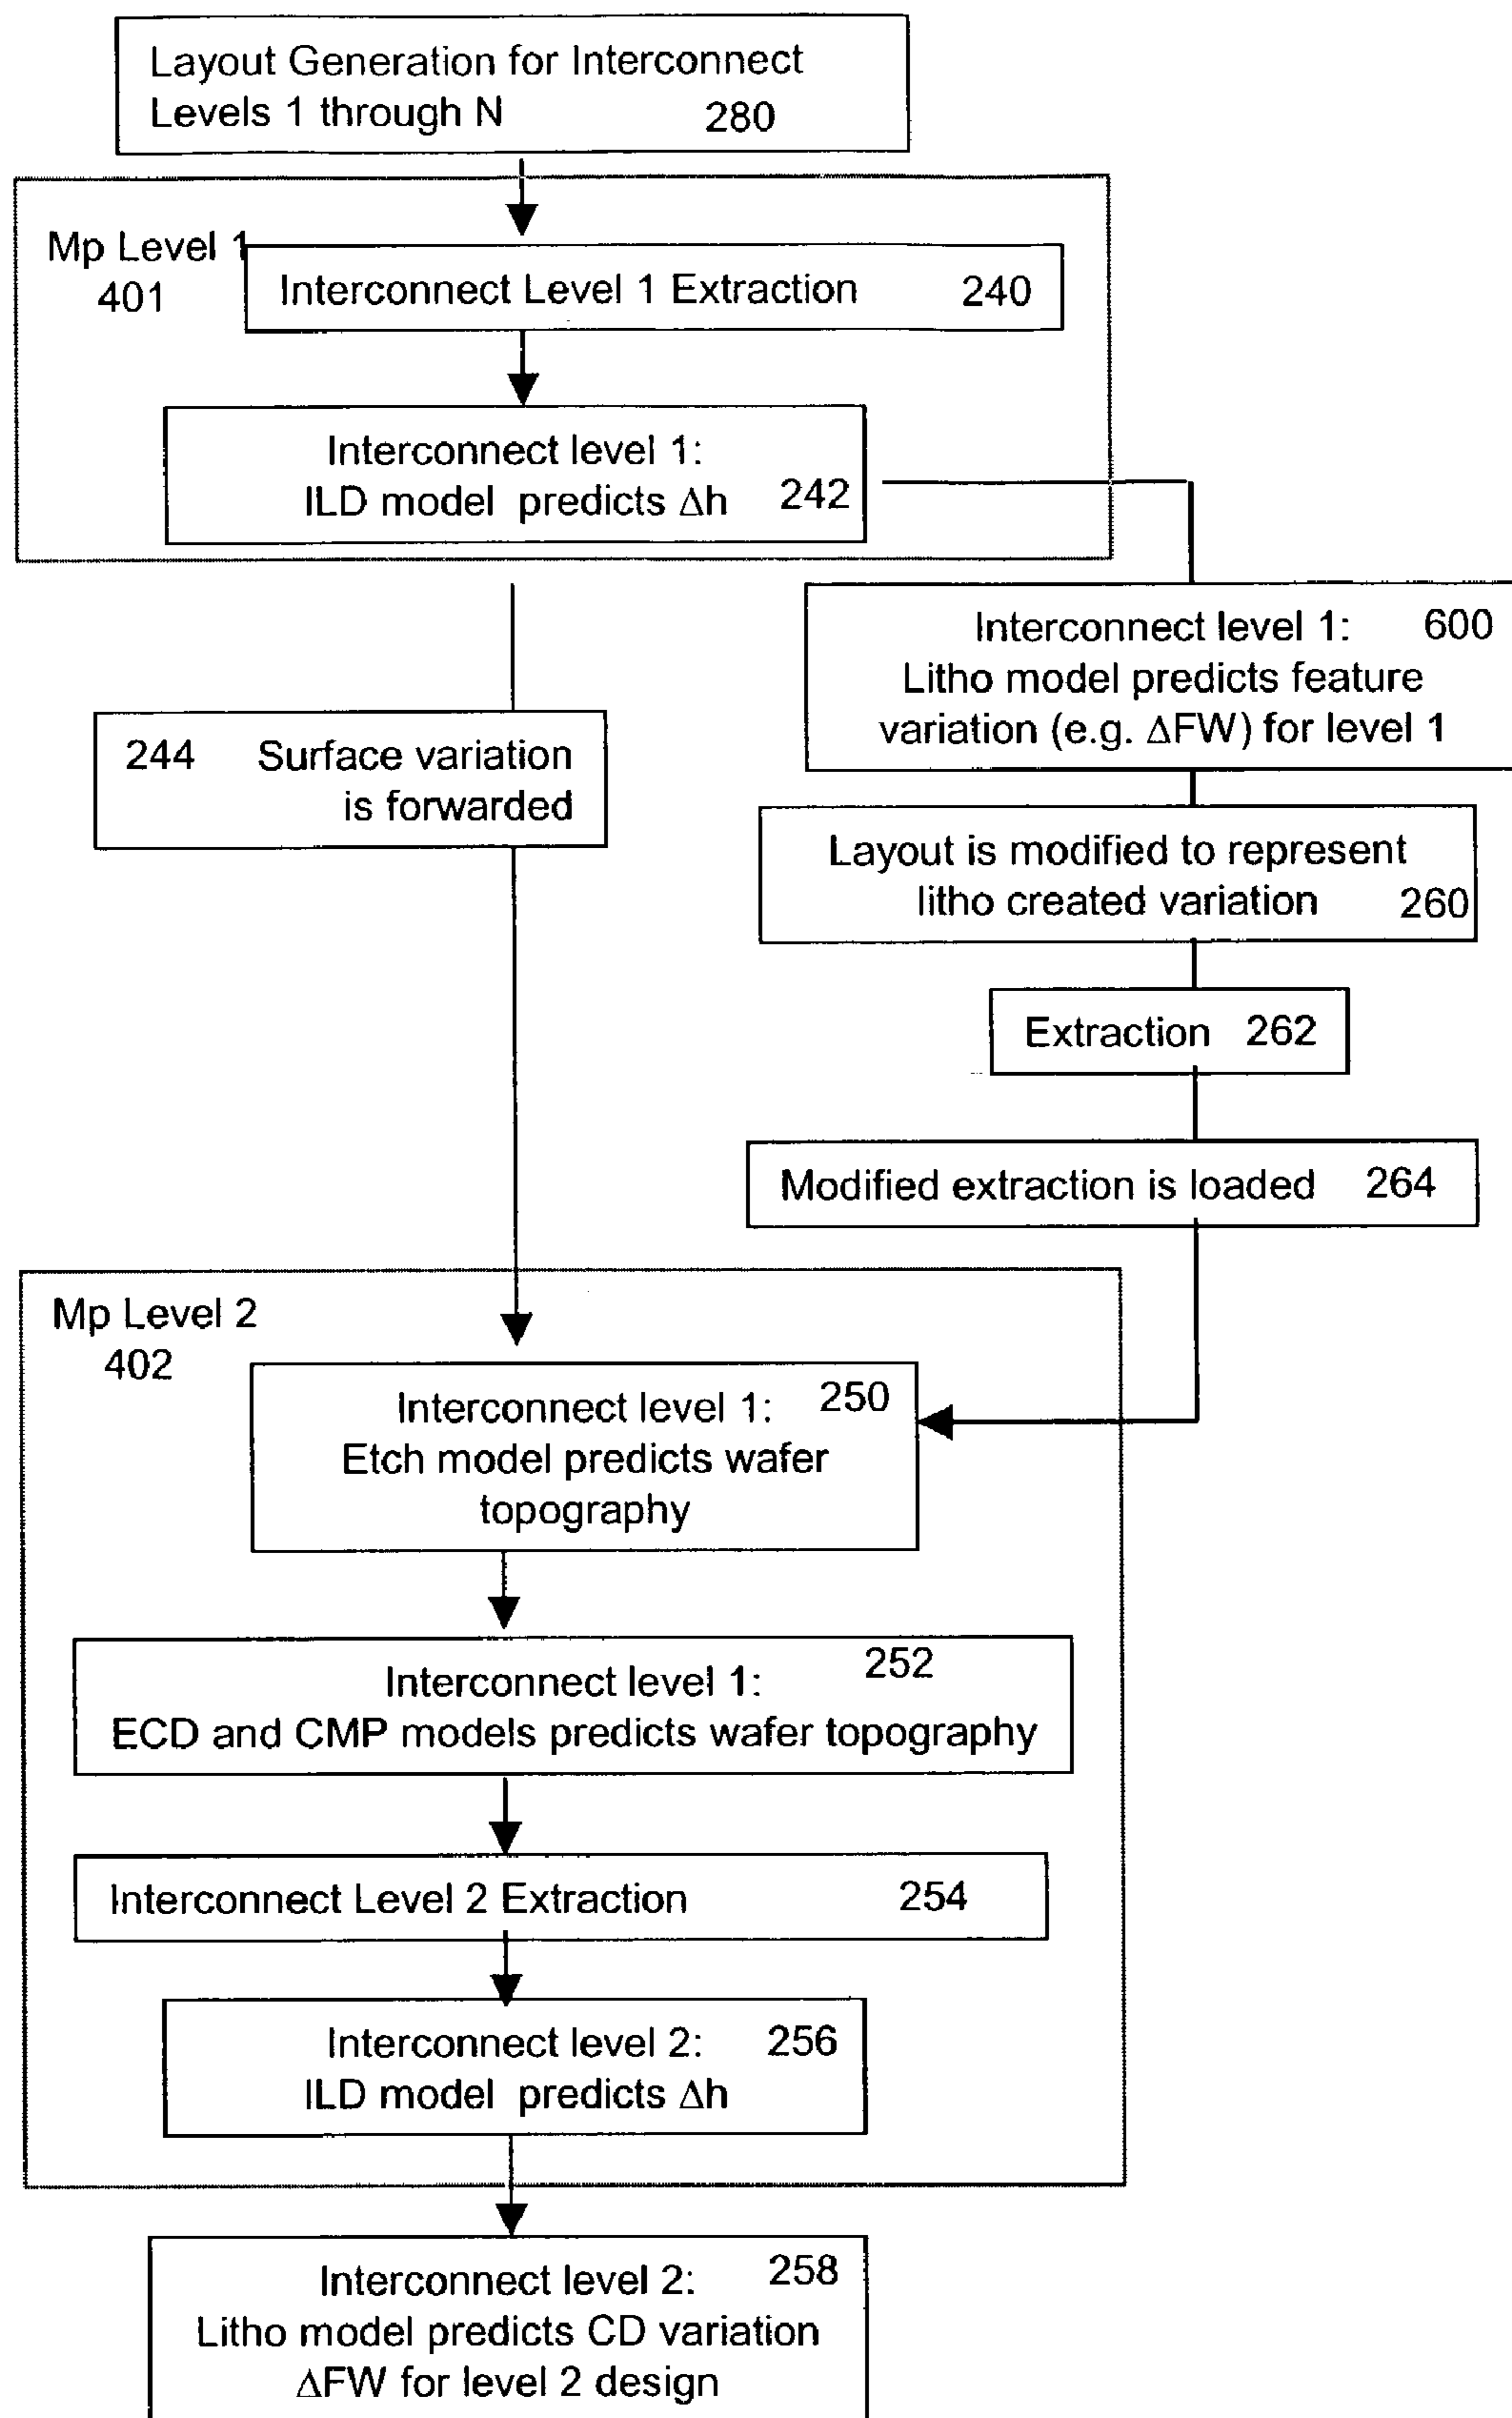 Layout Generation for Interconnect
Levels 1 through N 280
Mp Level 1
401
Interconnect Level 1 Extraction 240
Interconnect level 1:
ILD model predicts Δh 242
Interconnect level 1: 600
Litho model predicts feature
variation (e.g. ΔFW) for level 1
244 Surface variation
is forwarded
Layout is modified to represent
litho created variation 260
Extraction 262
Modified extraction is loaded 264
Mp Level 2
402
Interconnect level 1: 250
Etch model predicts wafer
topography
Interconnect level 1: 252
ECD and CMP models predicts wafer topography
Interconnect Level 2 Extraction 254
Interconnect level 2: 256
ILD model predicts Δh
Interconnect level 2: 258
Litho model predicts CD variation
ΔFW for level 2 design